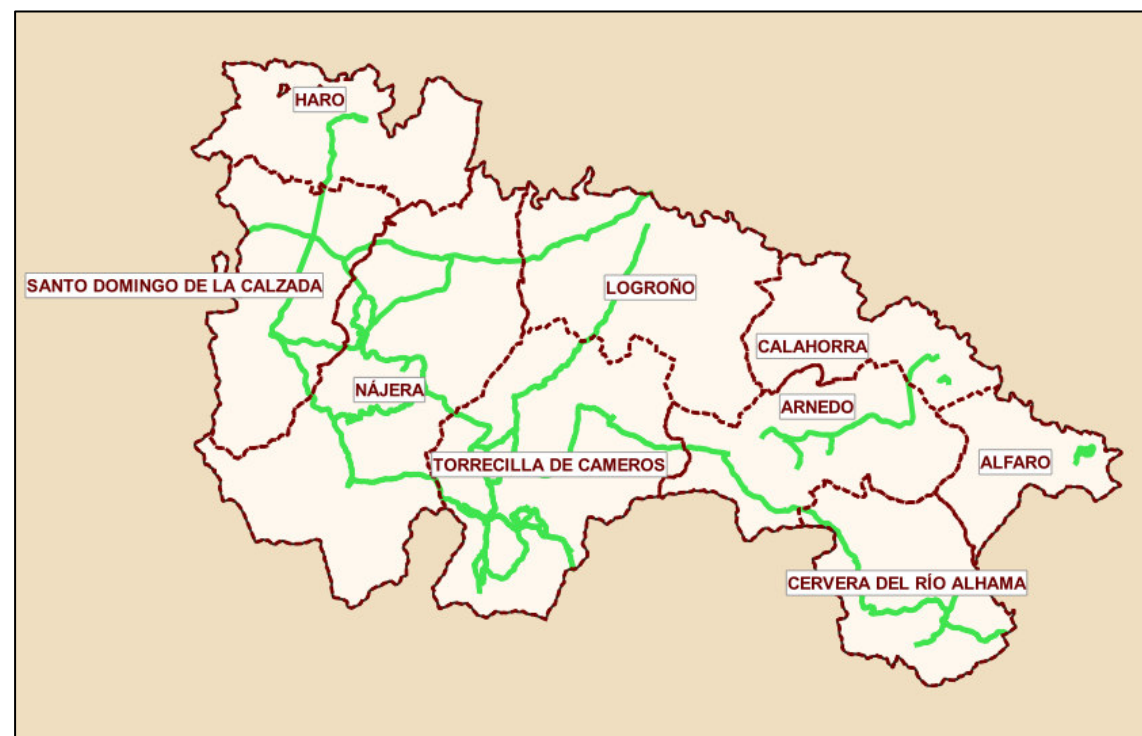 HARO
SANTO DOMINGO DE LA CALZADA
LOGROÑO
CALAHORRA
NÁJERA
ARNEDO
TORRECILLA DE CAMEROS
ALFARO
CERVERA DEL RÍO ALHAMA